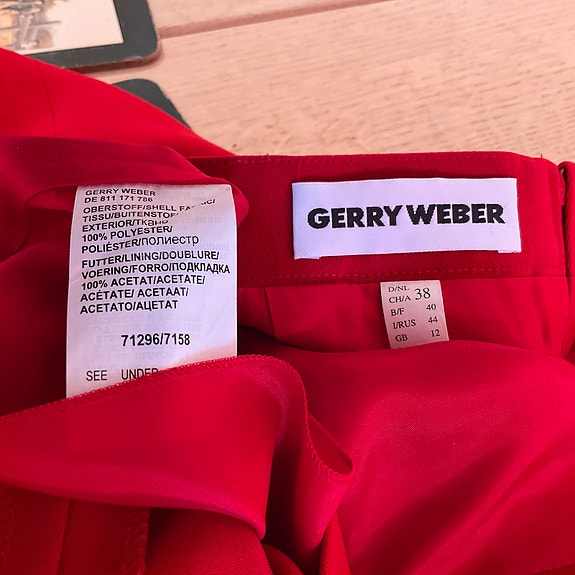 GERRY WEBER
DE 811 171 786
OBERSTOFF/SHELL FABRIC/
TISSU/BUITENSTOF/
EXTERIOR/ТКАНЬ
100% POLYESTER/
POLIÉSTER/ПОЛИЕСТР
FUTTER/LINING/DOUBLURE/
VOERING/FORRO/ПОДКЛАДКА
100% ACETAT/ACETATE/
ACÉTATE/ ACETAAT/
ACETATO/АЦЕТАТ
71296/7158
SEE UNDER
GERRY WEBER
D/NL
CH/A 38
B/F 40
I/RUS 44
GB 12